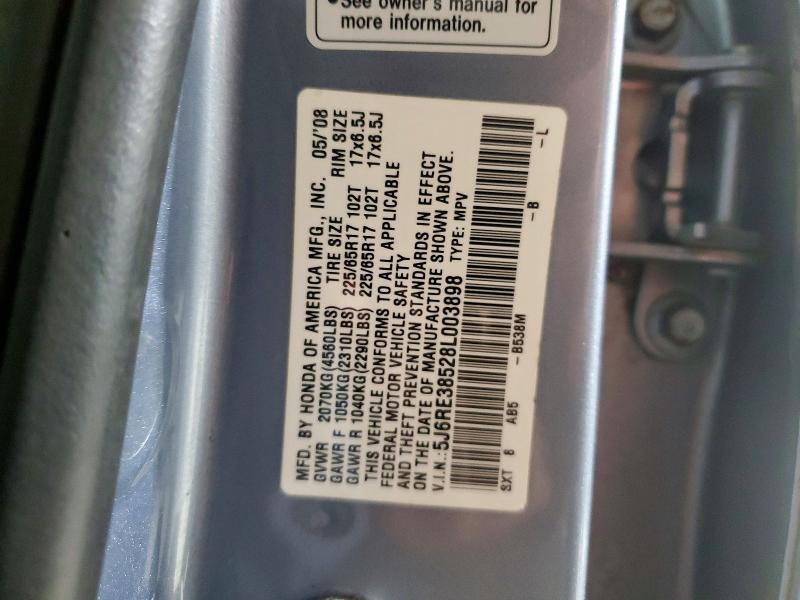 •See owner's manual for
more information.
MFD. BY HONDA OF AMERICA MFG., INC. 05/'08
GVWR 2070KG(4560LBS) TIRE SIZE RIM SIZE
GAWR F 1050KG(2310LBS) 225/65R17 102T 17x6.5J
GAWR R 1040KG(2290LBS) 225/65R17 102T 17x6.5J
THIS VEHICLE CONFORMS TO ALL APPLICABLE
FEDERAL MOTOR VEHICLE SAFETY
AND THEFT PREVENTION STANDARDS IN EFFECT
ON THE DATE OF MANUFACTURE SHOWN ABOVE.
V.I.N.:5J6RE38528L003898 TYPE: MPV
SXT 8 AB5 -B538M -B -L